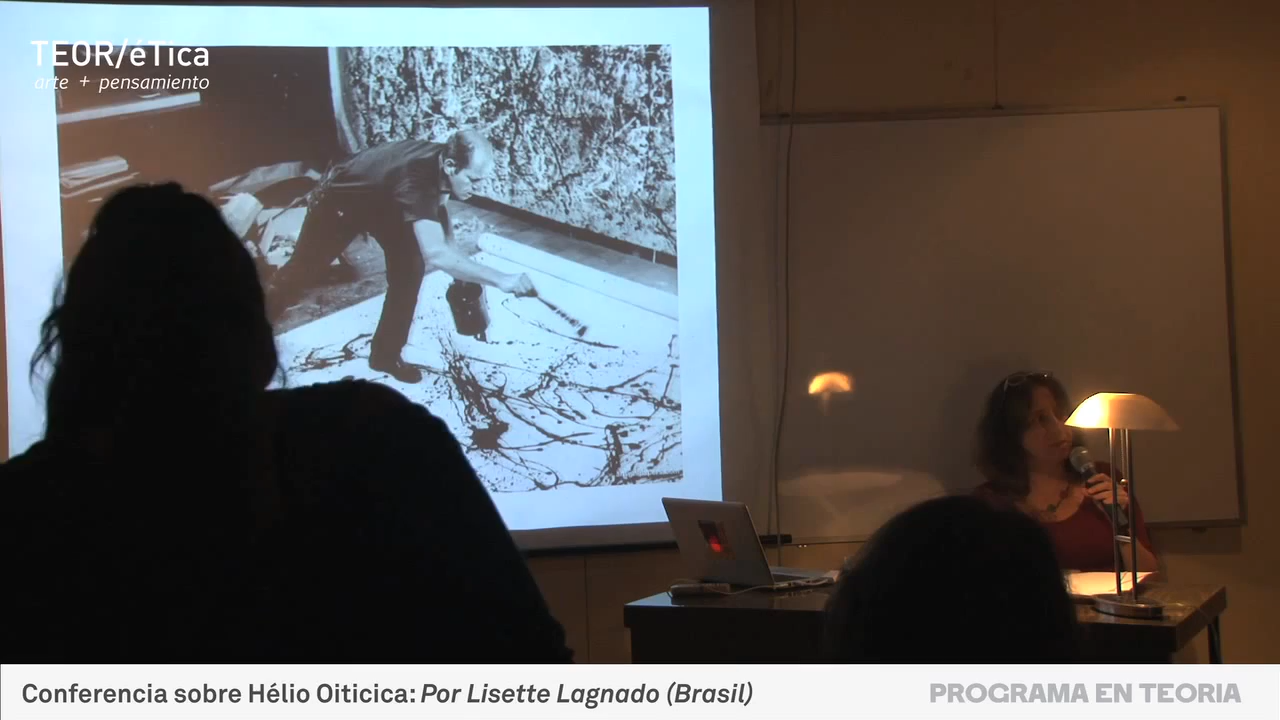 TEOR/éTica
arte + pensamiento
Conferencia sobre Hélio Oiticica: Por Lisette Lagnado (Brasil)
PROGRAMA EN TEORIA